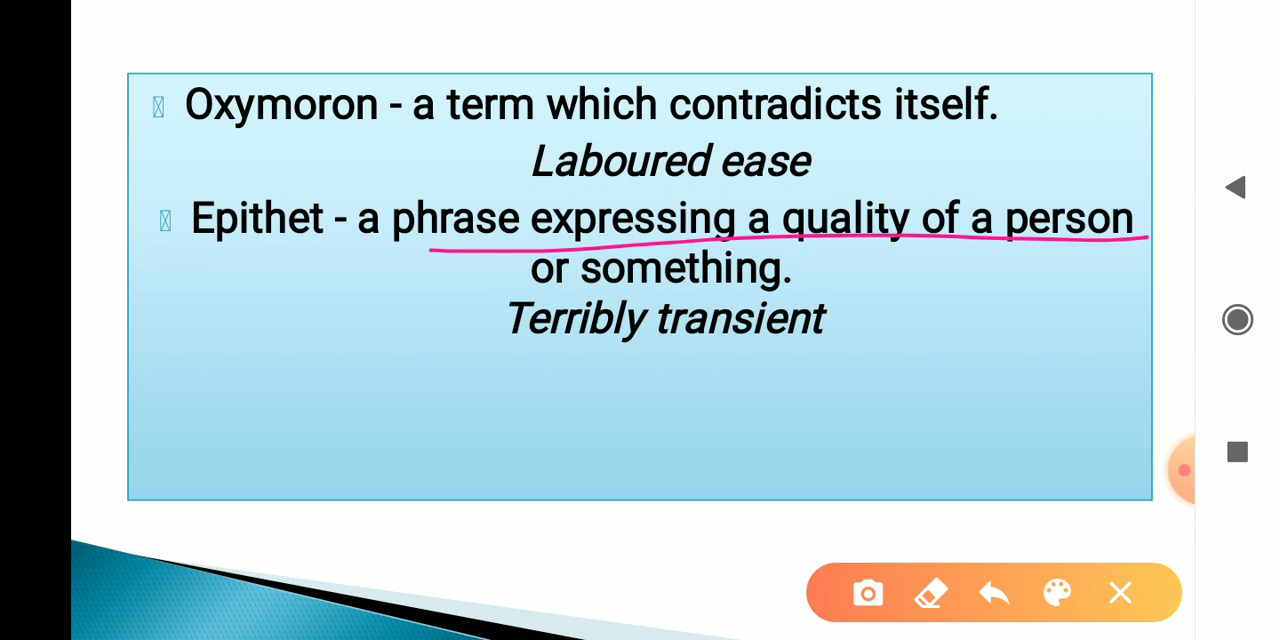 Oxymoron - a term which contradicts itself.
Laboured ease
Epithet - a phrase expressing a quality of a person
or something.
Terribly transient